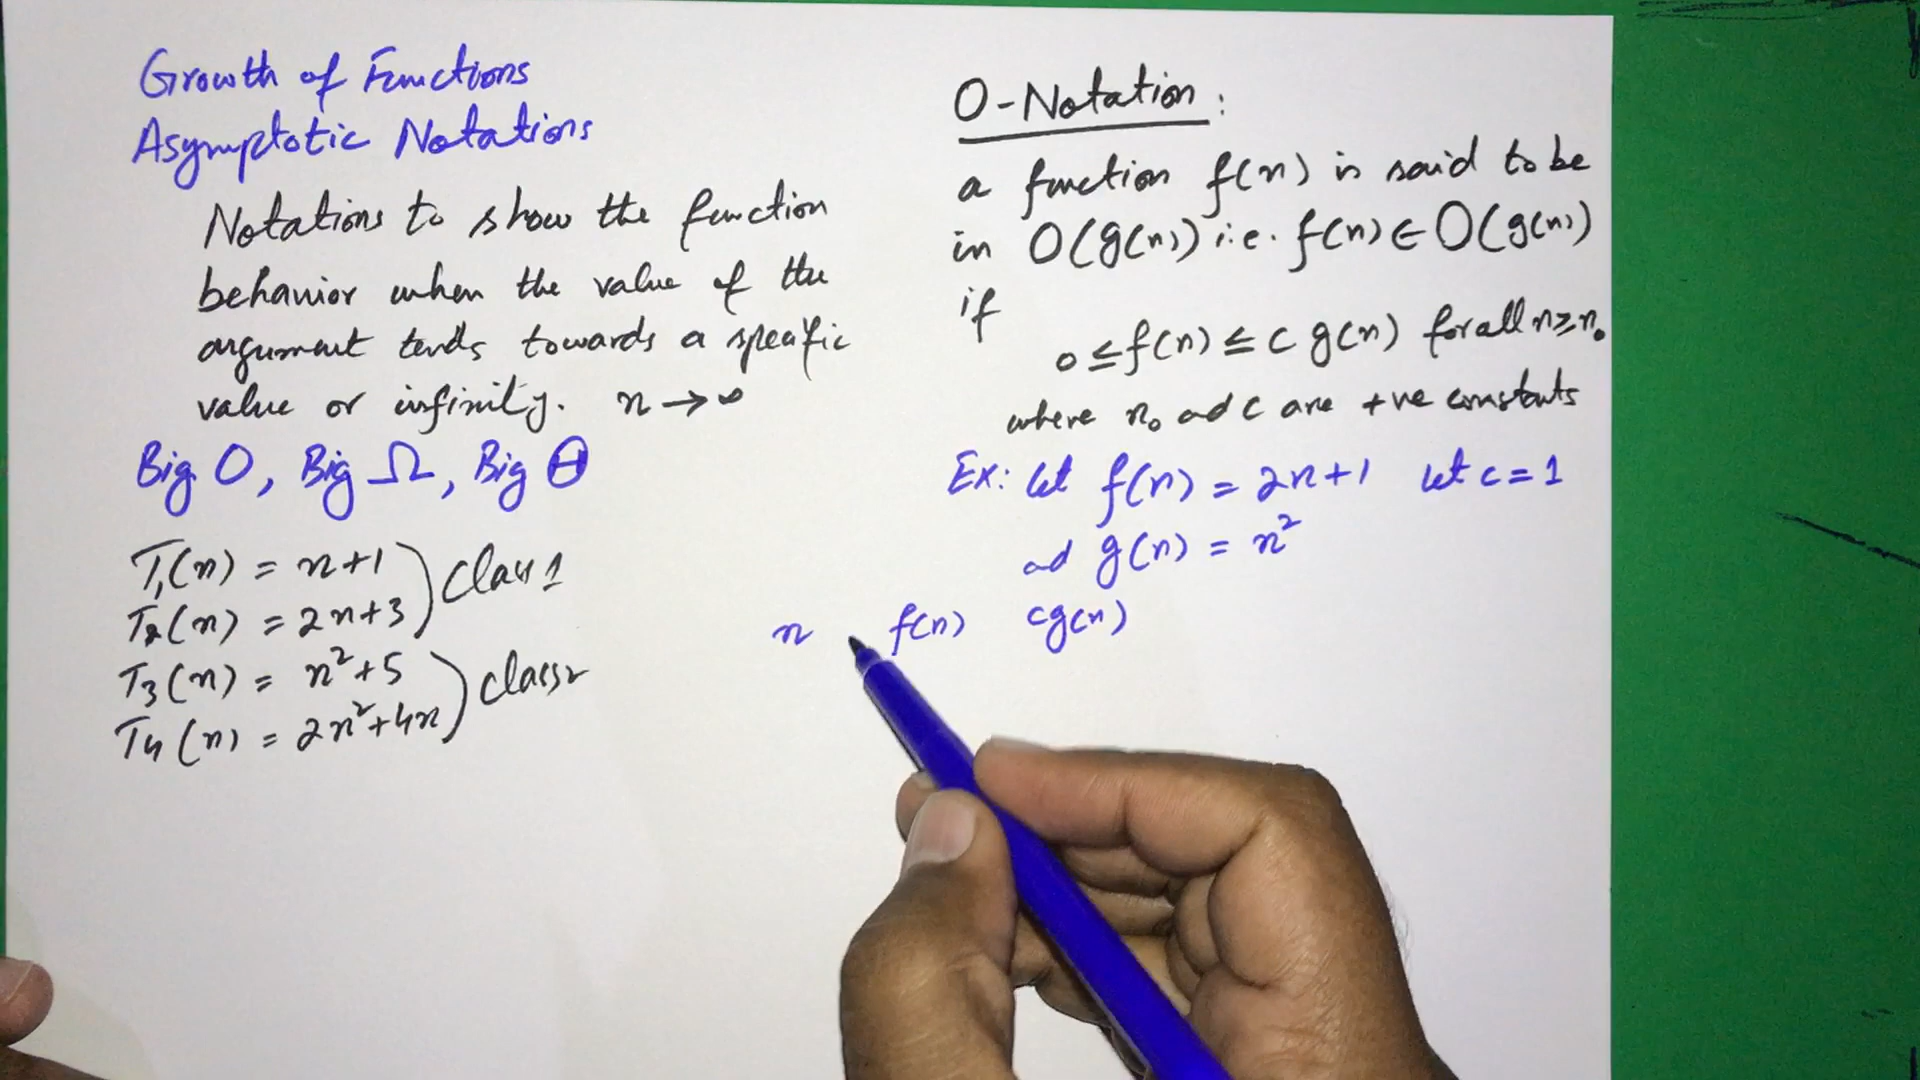 Growth of Functions
Asymptotic Notations
Notations to show the function
behavior when the value of the
argument tends towards a specific
value or infinity. n → ∞
Big O, Big Ω, Big Θ
T1(n) = n+1
T2(n) = 2n+3
class 1
T3(n) = n²+5
T4(n) = 2n²+4n
class 2
O-Notation:
a function f(n) is said to be
in O(g(n)) i.e. f(n) ∈ O(g(n))
if
0 ≤ f(n) ≤ c g(n) for all n ≥ n₀
where n₀ ad c are +ve constants
Ex: let f(n) = 2n+1 let c = 1
ad g(n) = n²
n f(n) cg(n)